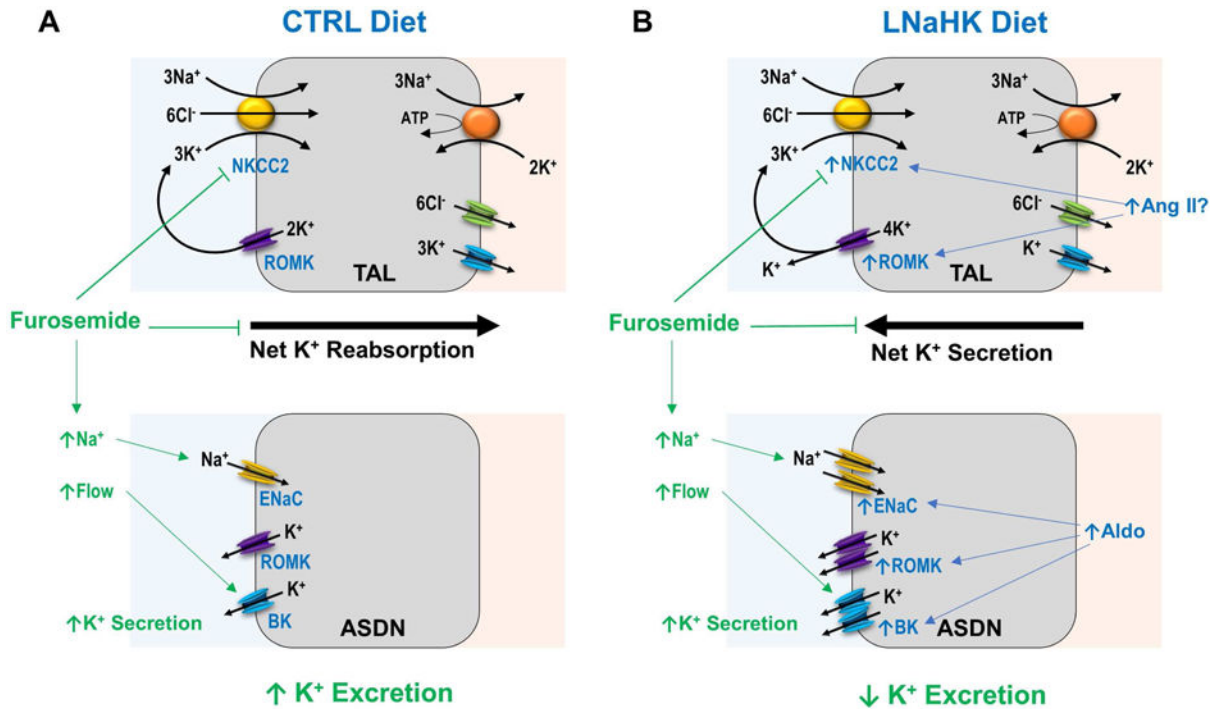 A
CTRL Diet
3Na⁺
6Cl⁻
3K⁺
NKCC2
3Na⁺
ATP
2K⁺
2K⁺
ROMK
6Cl⁻
3K⁺
TAL
Furosemide
Net K⁺ Reabsorption
↑Na⁺
↑Flow
Na⁺
ENaC
K⁺
ROMK
K⁺
BK
↑K⁺ Secretion
ASDN
↑ K⁺ Excretion
B
LNaHK Diet
3Na⁺
6Cl⁻
3K⁺
↑NKCC2
3Na⁺
ATP
2K⁺
↑Ang II?
4K⁺
K⁺
↑ROMK
6Cl⁻
K⁺
TAL
Furosemide
Net K⁺ Secretion
↑Na⁺
↑Flow
Na⁺
↑ENaC
K⁺
↑ROMK
K⁺
↑BK
↑Aldo
↑K⁺ Secretion
ASDN
↓ K⁺ Excretion